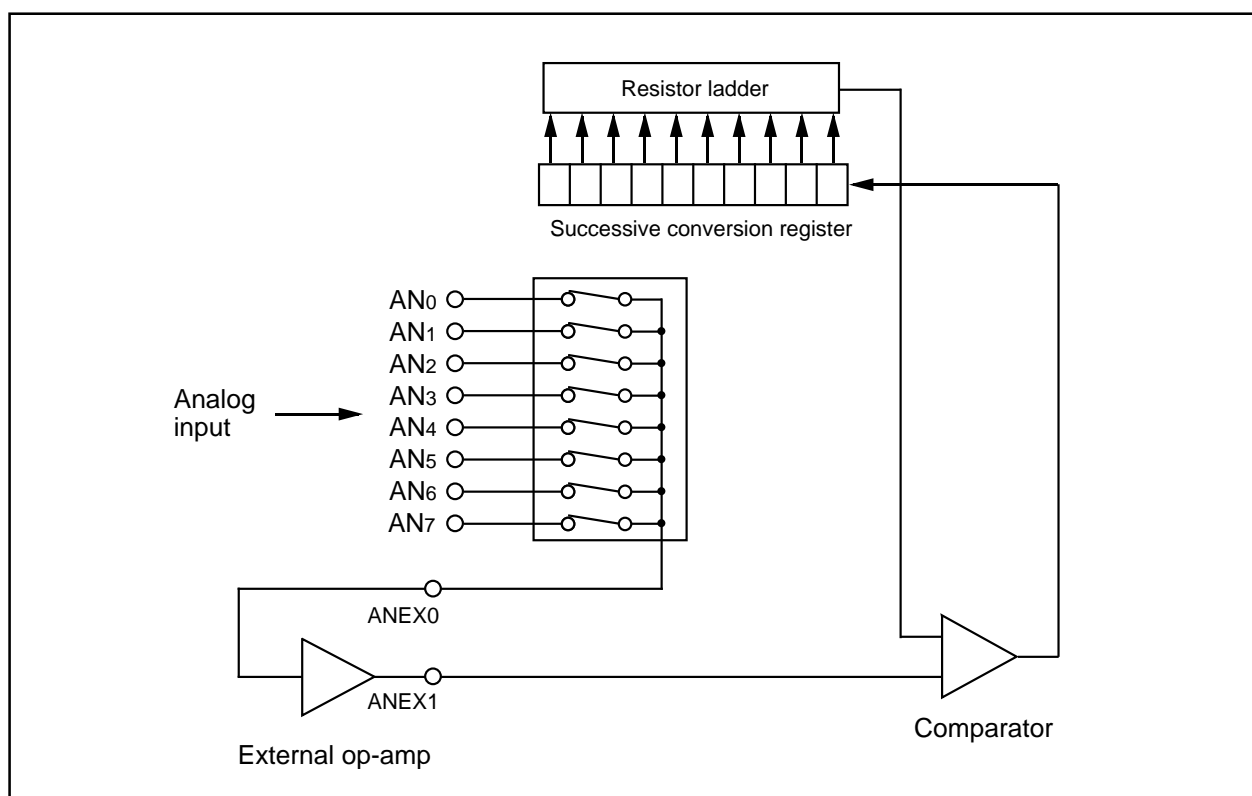 Resistor ladder
Successive conversion register
AN0
AN1
AN2
AN3
AN4
AN5
AN6
AN7
Analog
input
ANEX0
ANEX1
External op-amp
Comparator